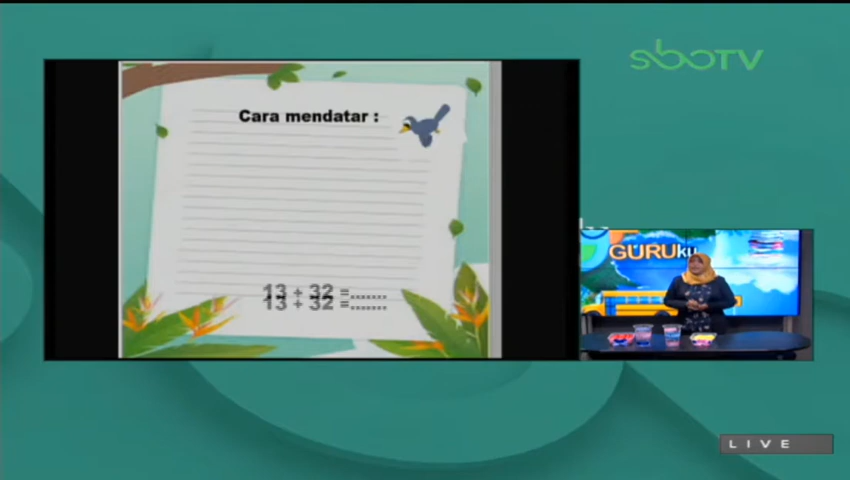 sboTV
Cara mendatar :
13 + 32 =.......
13 + 32 =.......
GURUku
LIVE